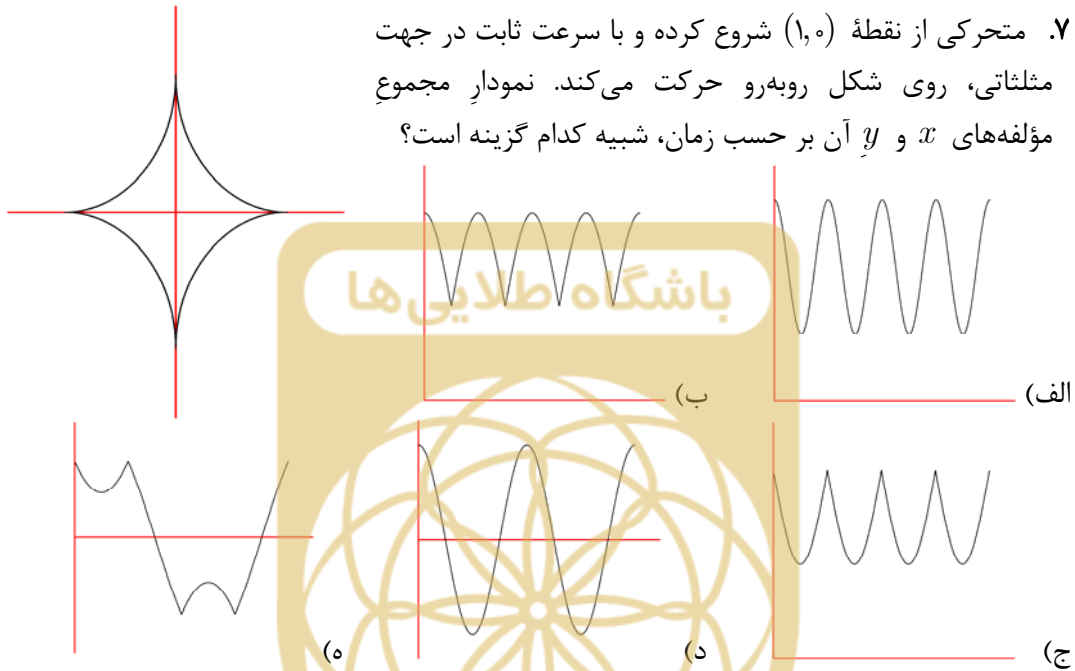 ۷. متحرکی از نقطهٔ (۱,۰) شروع کرده و با سرعت ثابت در جهت
مثلثاتی، روی شکل روبه‌رو حرکت می‌کند. نمودارِ مجموعِ
مؤلفه‌های x و yِ آن بر حسب زمان، شبیه کدام گزینه است؟
باشگاه طلایی‌ها
الف)
ب)
ج)
د)
ه)